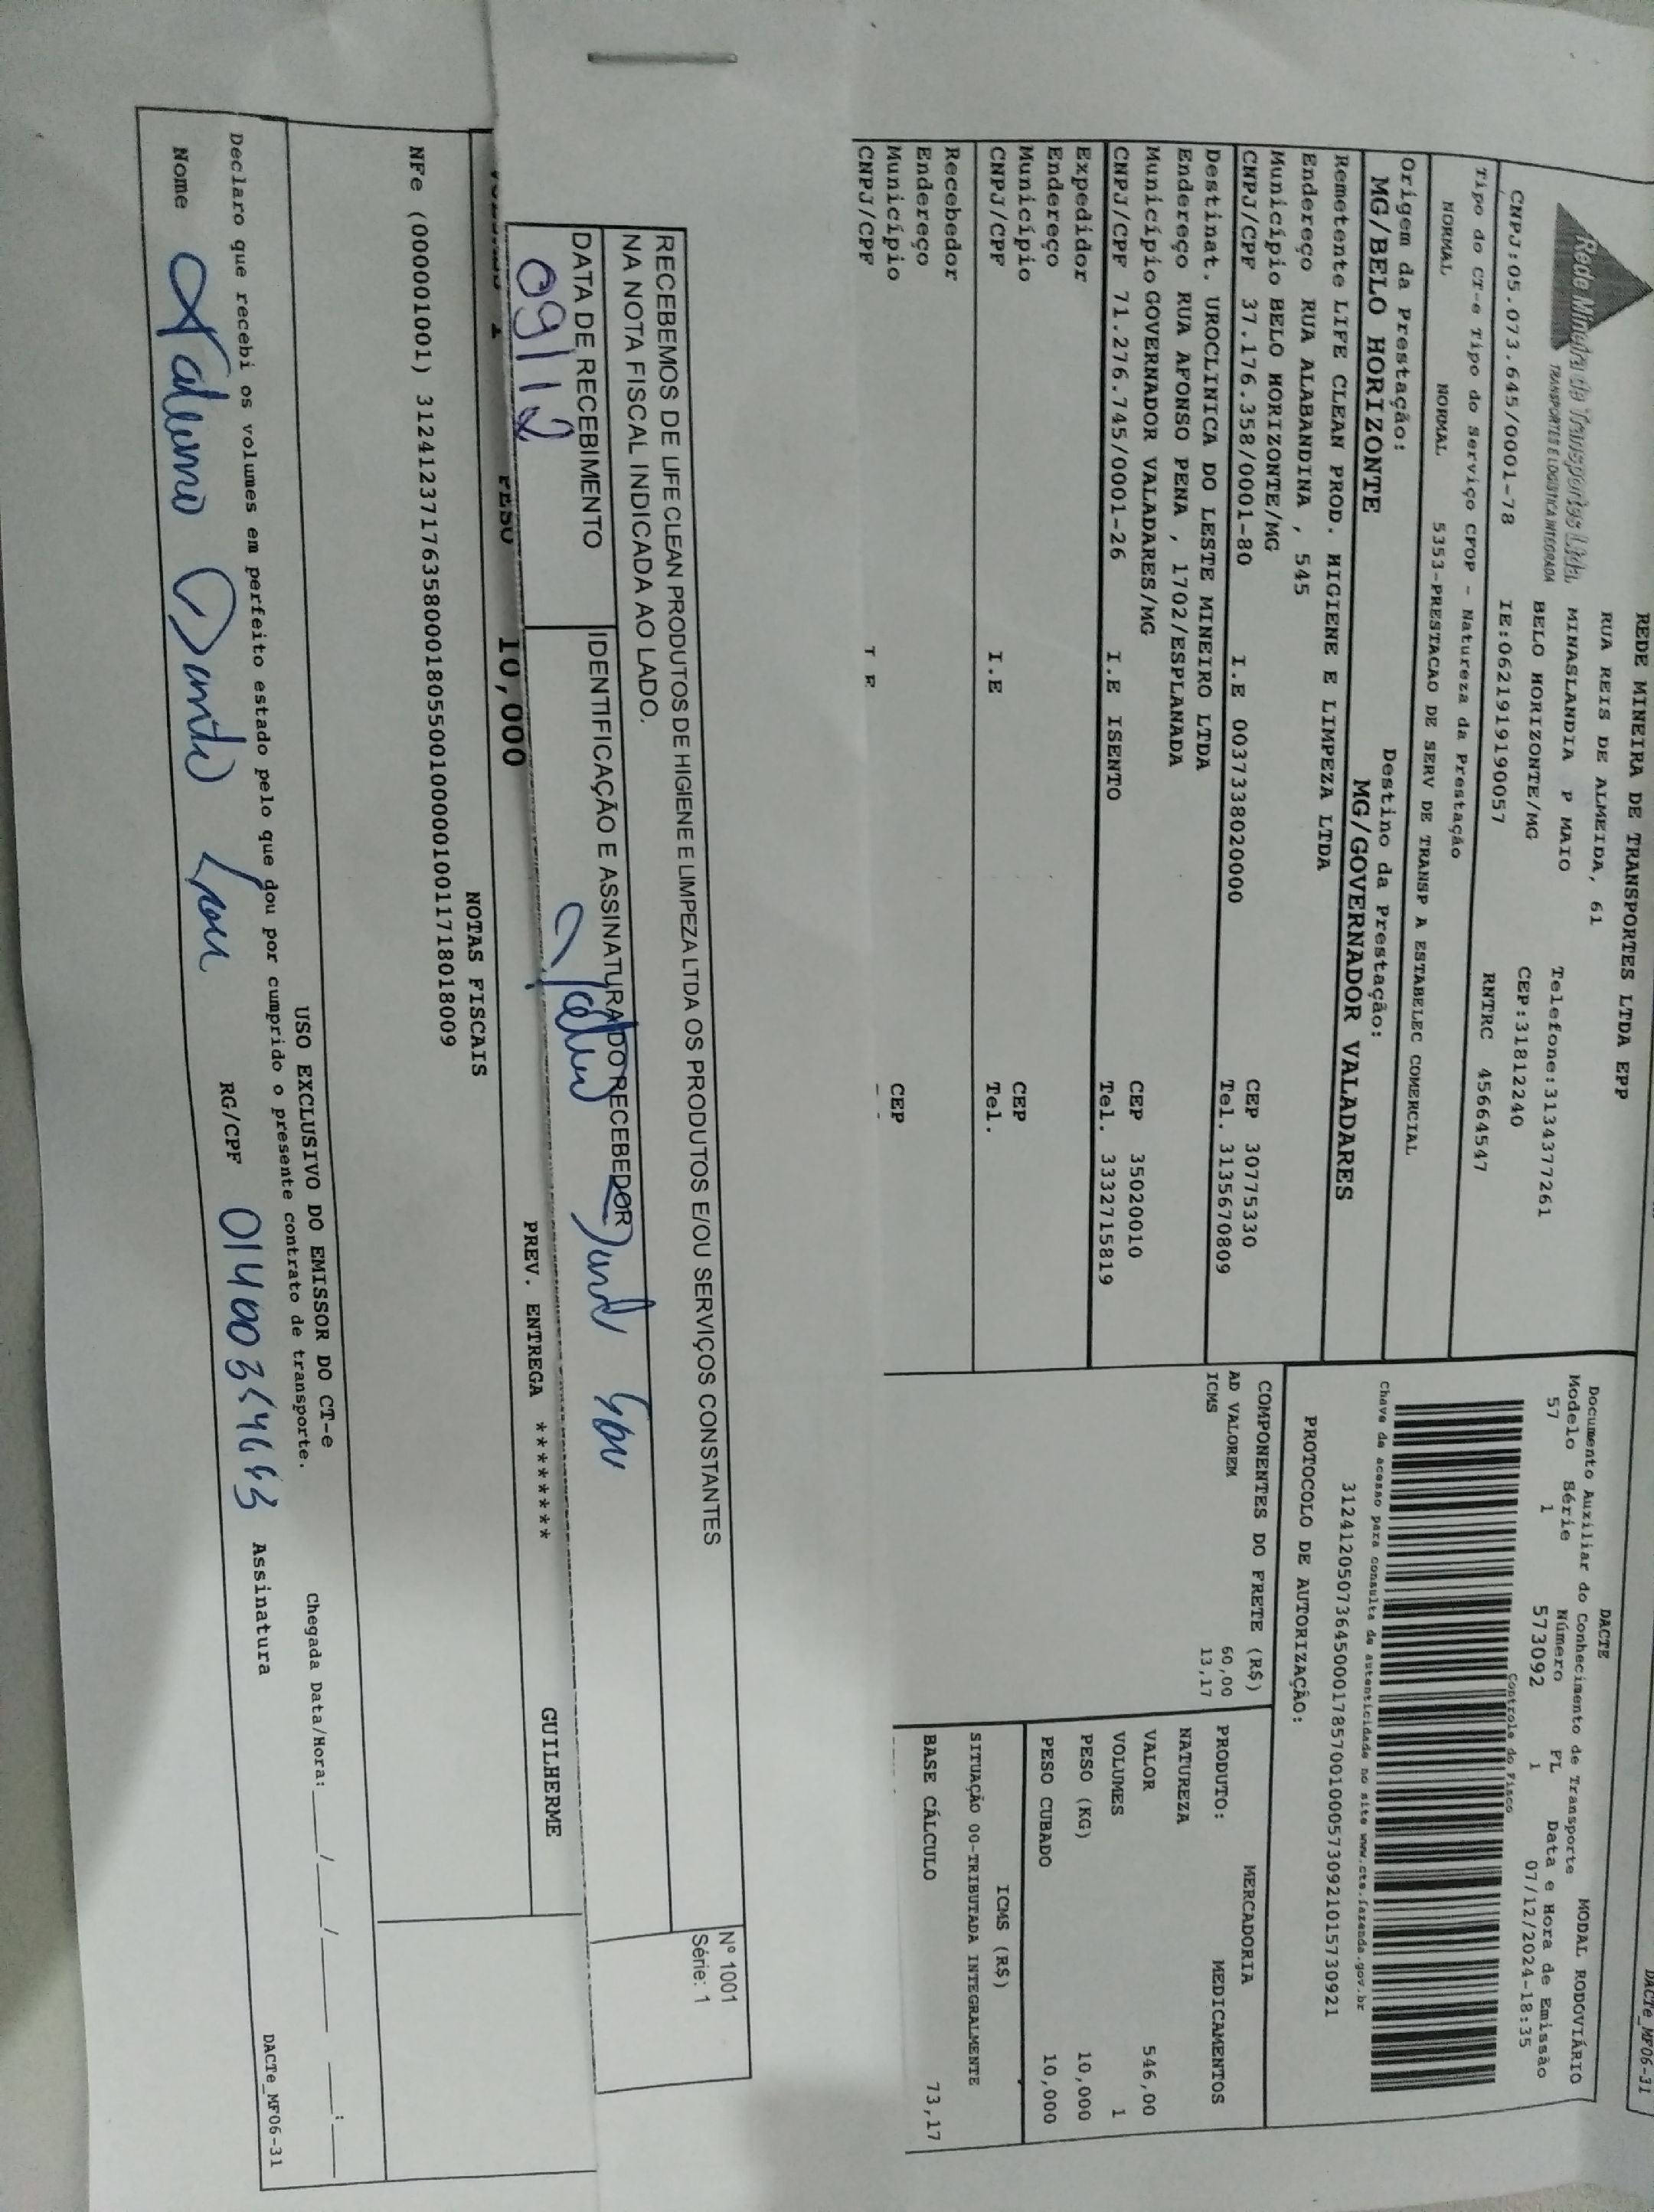 DACTe_MF06-31
Rede Mineira de Transportes Ltda.
TRANSPORTES E LOGISTICA INTEGRADA
REDE MINEIRA DE TRANSPORTES LTDA EPP
RUA REIS DE ALMEIDA, 61
MINASLANDIA P MAIO Telefone:3134377261
BELO HORIZONTE/MG CEP:31812240
CNPJ:05.073.645/0001-78 IE:0621919190057 RNTRC 45664547
Tipo do CT-e Tipo do Serviço CFOP - Natureza da Prestação
NORMAL NORMAL 5353-PRESTACAO DE SERV DE TRANSP A ESTABELEC COMERCIAL
Origem da Prestação: Destino da Prestação:
MG/BELO HORIZONTE MG/GOVERNADOR VALADARES
DACTE MODAL RODOVIÁRIO
Documento Auxiliar do Conhecimento de Transporte
Modelo Série Número FL Data e Hora de Emissão
57 1 573092 1 07/12/2024-18:35
Controle do Fisco
Chave de acesso para consulta de autenticidade no site www.cte.fazenda.gov.br
31241205073645000178570010005730921015730921
PROTOCOLO DE AUTORIZAÇÃO:
Remetente LIFE CLEAN PROD. HIGIENE E LIMPEZA LTDA
Endereço RUA ALABANDINA , 545
Município BELO HORIZONTE/MG CEP 30775330
CNPJ/CPF 37.176.358/0001-80 I.E 0037338020000 Tel. 3135670809
Destinat. UROCLINICA DO LESTE MINEIRO LTDA
Endereço RUA AFONSO PENA , 1702/ESPLANADA
Município GOVERNADOR VALADARES/MG CEP 35020010
CNPJ/CPF 71.276.745/0001-26 I.E ISENTO Tel. 3332715819
Expedidor
Endereço
Município CEP
CNPJ/CPF I.E Tel.
Recebedor
Endereço
Município CEP
CNPJ/CPF I E
COMPONENTES DO FRETE (R$)
AD VALOREM 60,00
ICMS 13,17
MERCADORIA
PRODUTO: MEDICAMENTOS
NATUREZA
VALOR 546,00
VOLUMES 1
PESO (KG) 10,000
PESO CUBADO 10,000
ICMS (R$)
SITUAÇÃO 00-TRIBUTADA INTEGRALMENTE
BASE CÁLCULO 73,17
RECEBEMOS DE LIFE CLEAN PRODUTOS DE HIGIENE E LIMPEZA LTDA OS PRODUTOS E/OU SERVIÇOS CONSTANTES
NA NOTA FISCAL INDICADA AO LADO.
Nº 1001
Série: 1
DATA DE RECEBIMENTO IDENTIFICAÇÃO E ASSINATURA DO RECEBEDOR
09/12
1 PESO 10,000 PREV. ENTREGA ******** GUILHERME
NOTAS FISCAIS
NFe (000001001) 31241237176358000180550010000010011718018009
USO EXCLUSIVO DO EMISSOR DO CT-e
Declaro que recebi os volumes em perfeito estado pelo que dou por cumprido o presente contrato de transporte.
Chegada Data/Hora: ____/____/____ __:__
Nome RG/CPF Assinatura
DACTe_MF06-31